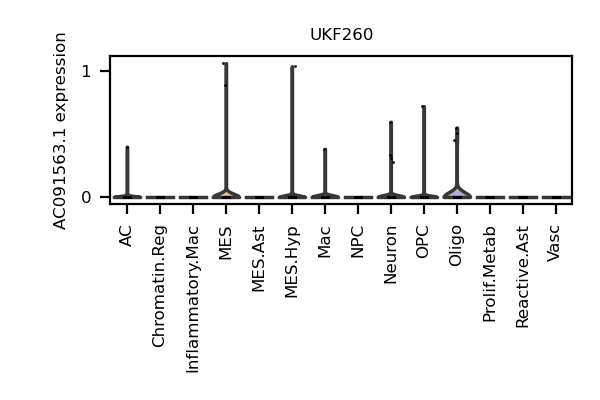 UKF260
AC091563.1 expression
1
0
AC
Chromatin.Reg
Inflammatory.Mac
MES
MES.Ast
MES.Hyp
Mac
NPC
Neuron
OPC
Oligo
Prolif.Metab
Reactive.Ast
Vasc